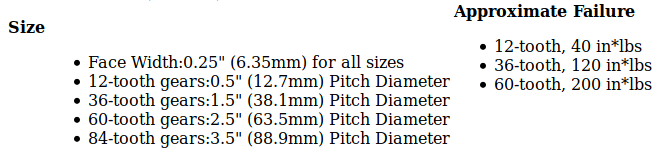 Size
Face Width:0.25" (6.35mm) for all sizes
12-tooth gears:0.5" (12.7mm) Pitch Diameter
36-tooth gears:1.5" (38.1mm) Pitch Diameter
60-tooth gears:2.5" (63.5mm) Pitch Diameter
84-tooth gears:3.5" (88.9mm) Pitch Diameter
Approximate Failure
12-tooth, 40 in*lbs
36-tooth, 120 in*lbs
60-tooth, 200 in*lbs